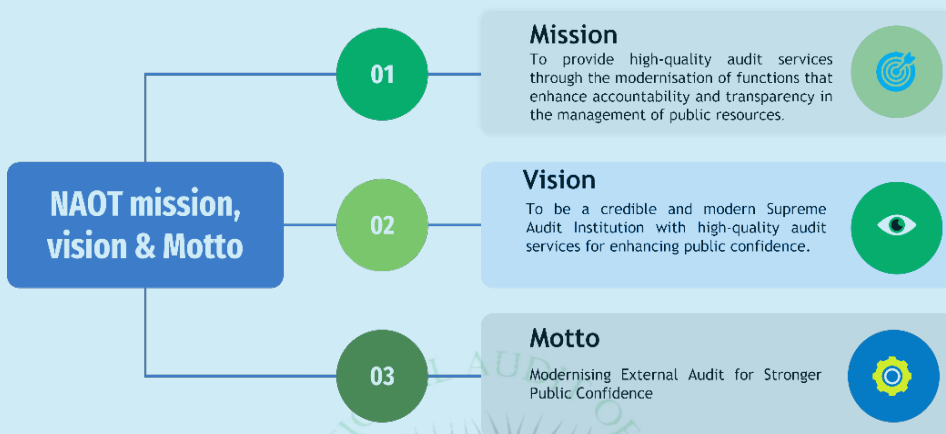 NAOT mission,
vision & Motto
01
Mission
To provide high-quality audit services
through the modernisation of functions that
enhance accountability and transparency in
the management of public resources.
02
Vision
To be a credible and modern Supreme
Audit Institution with high-quality audit
services for enhancing public confidence.
03
Motto
Modernising External Audit for Stronger
Public Confidence